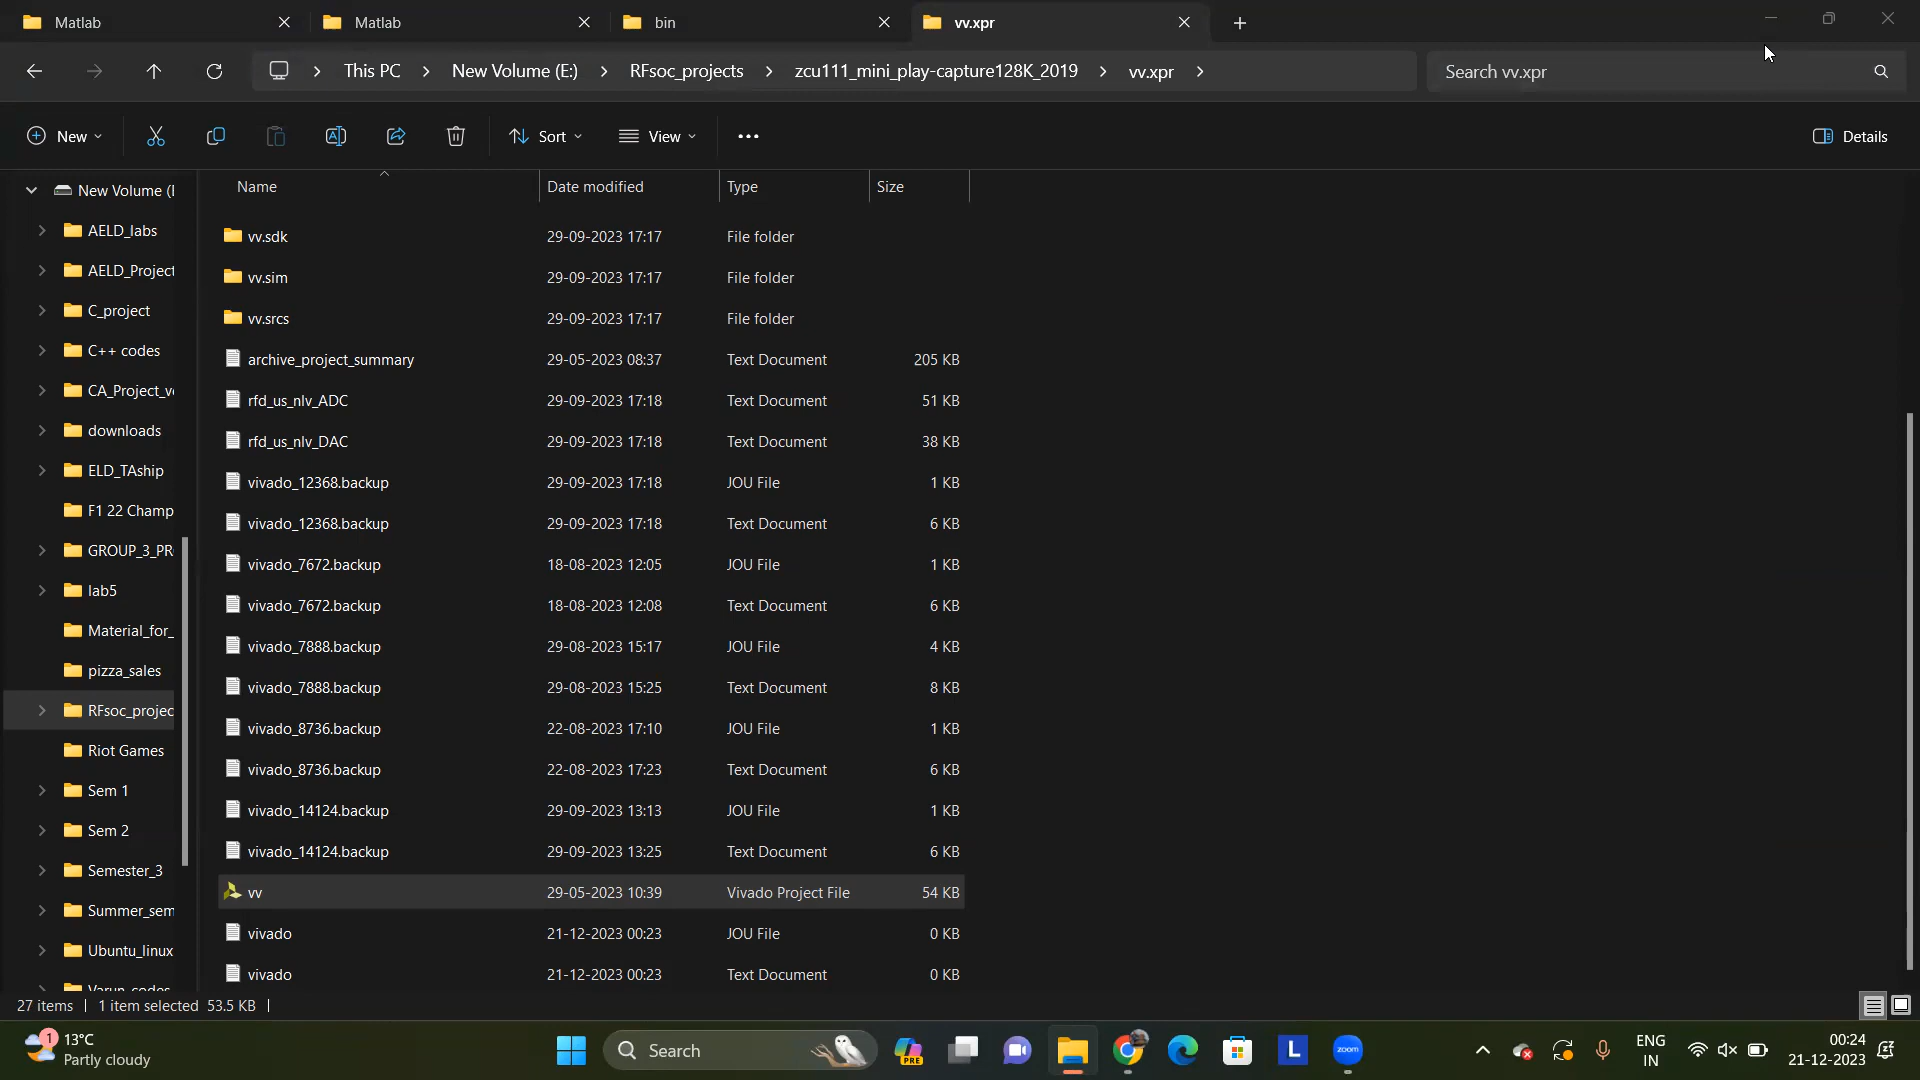 Matlab
Matlab
bin
vv.xpr
This PC > New Volume (E:) > RFsoc_projects > zcu111_mini_play-capture128K_2019 > vv.xpr >
Search vv.xpr
New
Sort
View
Details
Name
Date modified
Type
Size
vv.sdk 29-09-2023 17:17 File folder
vv.sim 29-09-2023 17:17 File folder
vv.srcs 29-09-2023 17:17 File folder
archive_project_summary 29-05-2023 08:37 Text Document 205 KB
rfd_us_nlv_ADC 29-09-2023 17:18 Text Document 51 KB
rfd_us_nlv_DAC 29-09-2023 17:18 Text Document 38 KB
vivado_12368.backup 29-09-2023 17:18 JOU File 1 KB
vivado_12368.backup 29-09-2023 17:18 Text Document 6 KB
vivado_7672.backup 18-08-2023 12:05 JOU File 1 KB
vivado_7672.backup 18-08-2023 12:08 Text Document 6 KB
vivado_7888.backup 29-08-2023 15:17 JOU File 4 KB
vivado_7888.backup 29-08-2023 15:25 Text Document 8 KB
vivado_8736.backup 22-08-2023 17:10 JOU File 1 KB
vivado_8736.backup 22-08-2023 17:23 Text Document 6 KB
vivado_14124.backup 29-09-2023 13:13 JOU File 1 KB
vivado_14124.backup 29-09-2023 13:25 Text Document 6 KB
vv 29-05-2023 10:39 Vivado Project File 54 KB
vivado 21-12-2023 00:23 JOU File 0 KB
vivado 21-12-2023 00:23 Text Document 0 KB
New Volume (
AELD_labs
AELD_Project
C_project
C++ codes
CA_Project_v
downloads
ELD_TAship
F1 22 Champ
GROUP_3_PR
lab5
Material_for_
pizza_sales
RFsoc_projec
Riot Games
Sem 1
Sem 2
Semester_3
Summer_sem
Ubuntu_linux
Varun_codes
27 items | 1 item selected 53.5 KB |
1
13°C
Partly cloudy
Search
PRE
L
zoom
ENG
IN
00:24
21-12-2023